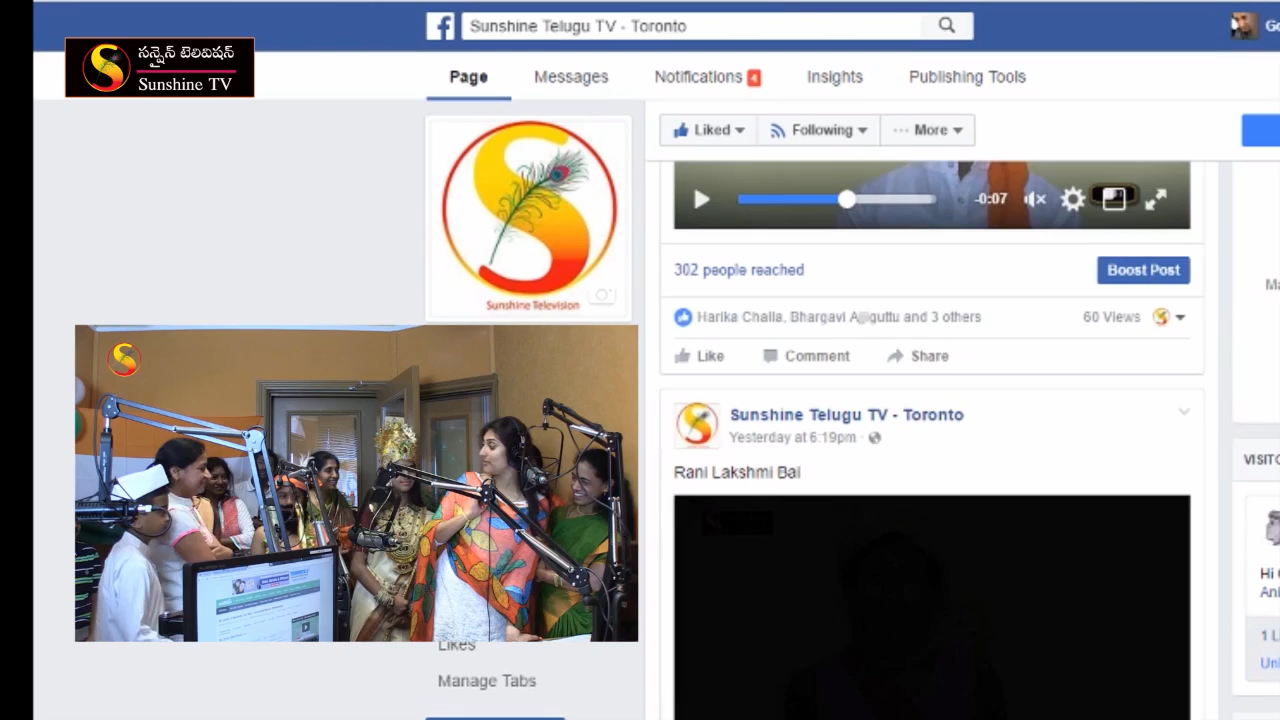 Sunshine Telugu TV - Toronto
సన్షైన్ టెలివిషన్
Sunshine TV
Page
Messages
Notifications 4
Insights
Publishing Tools
Liked
Following
More
-0:07
Sunshine Television
302 people reached
Boost Post
Harika Challa, Bhargavi and 3 others
60 Views
Like
Comment
Share
Sunshine Telugu TV - Toronto
Yesterday at 6:19pm
Rani Lakshmi Bai
Likes
Manage Tabs
Hi